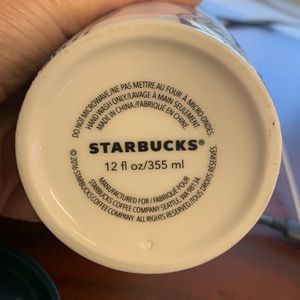 DO NOT MICROWAVE/NE PAS METTRE AU FOUR À MICRO-ONDES
HAND WASH ONLY/LAVAGE À MAIN SEULEMENT
MADE IN CHINA/FABRIQUÉ EN CHINE
STARBUCKS®
12 fl oz/355 ml
MANUFACTURED FOR / FABRIQUÉ POUR
STARBUCKS COFFEE COMPANY SEATTLE, WA 98134
© 2016 STARBUCKS COFFEE COMPANY. ALL RIGHTS RESERVED./TOUS DROITS RÉSERVÉS.